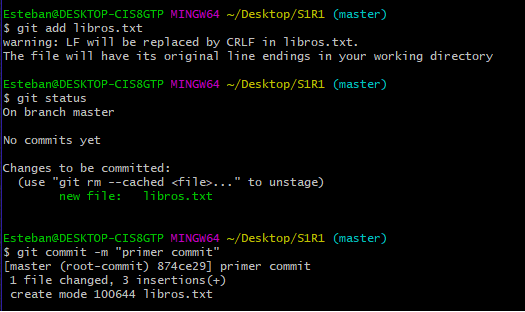 Esteban@DESKTOP-CIS8GTP MINGW64 ~/Desktop/S1R1 (master)
$ git add libros.txt
warning: LF will be replaced by CRLF in libros.txt.
The file will have its original line endings in your working directory
Esteban@DESKTOP-CIS8GTP MINGW64 ~/Desktop/S1R1 (master)
$ git status
On branch master
No commits yet
Changes to be committed:
(use "git rm --cached <file>..." to unstage)
new file: libros.txt
Esteban@DESKTOP-CIS8GTP MINGW64 ~/Desktop/S1R1 (master)
$ git commit -m "primer commit"
[master (root-commit) 874ce29] primer commit
1 file changed, 3 insertions(+)
create mode 100644 libros.txt